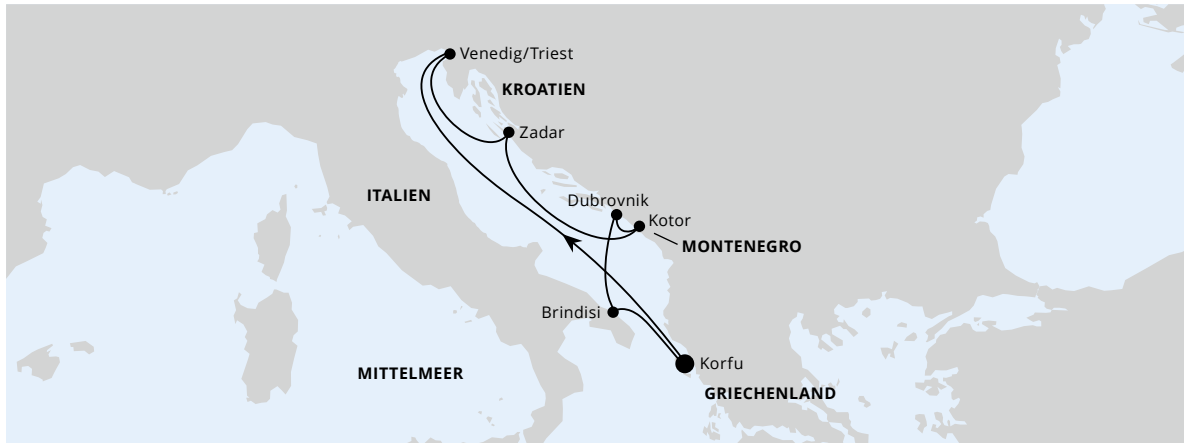 Venedig/Triest
KROATIEN
Zadar
ITALIEN
Dubrovnik
Kotor
MONTENEGRO
Brindisi
Korfu
MITTELMEER
GRIECHENLAND